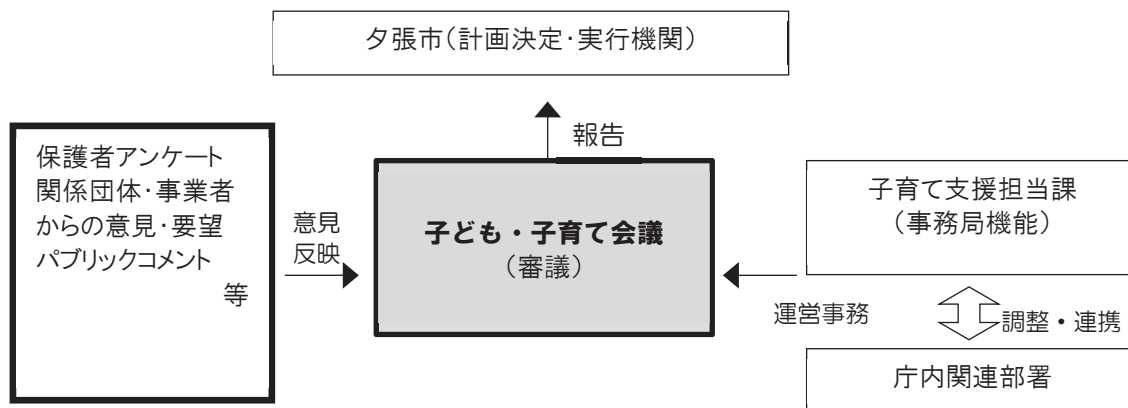 夕張市(計画決定・実行機関)
報告
保護者アンケート
関係団体・事業者
からの意見・要望
パブリックコメント
等
意見
反映
子ども・子育て会議
(審議)
子育て支援担当課
(事務局機能)
運営事務
調整・連携
庁内関連部署